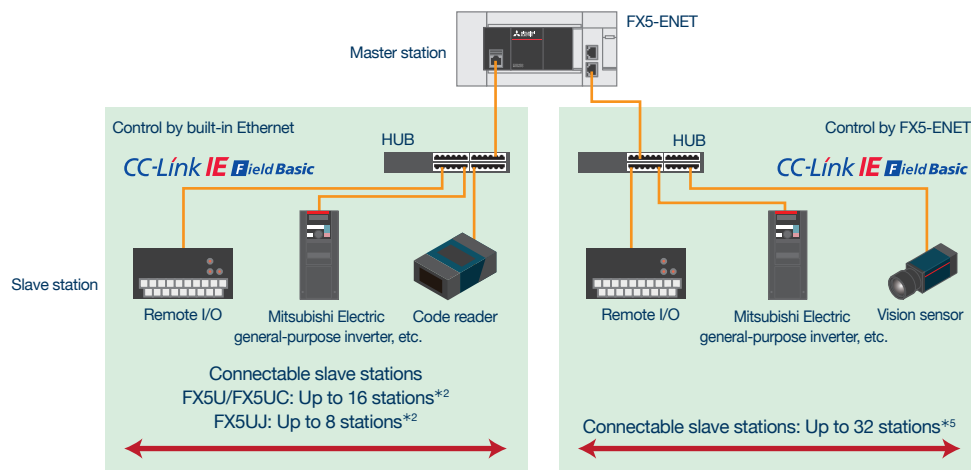 FX5-ENET
Master station
Control by built-in Ethernet
HUB
CC-Link IE Field Basic
HUB
Control by FX5-ENET
CC-Link IE Field Basic
Slave station
Remote I/O
Mitsubishi Electric
general-purpose inverter, etc.
Code reader
Remote I/O
Mitsubishi Electric
general-purpose inverter, etc.
Vision sensor
Connectable slave stations
FX5U/FX5UC: Up to 16 stations*2
FX5UJ: Up to 8 stations*2
Connectable slave stations: Up to 32 stations*5